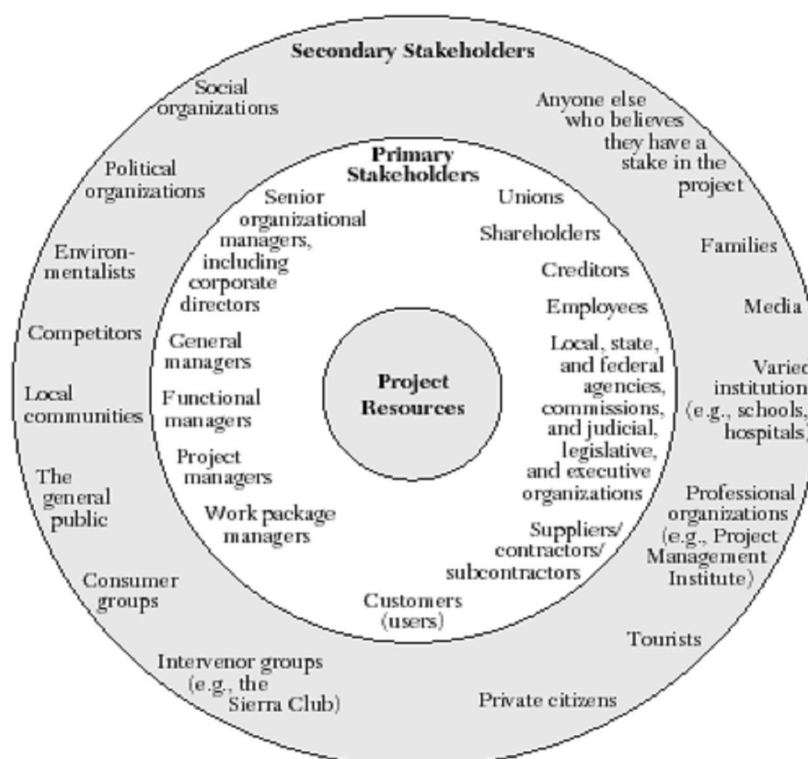 Secondary Stakeholders
Social
organizations
Political
organizations
Environ-
mentalists
Competitors
Local
communities
The
general
public
Consumer
groups
Intervenor groups
(e.g., the
Sierra Club)
Private citizens
Tourists
Professional
organizations
(e.g., Project
Management
Institute)
Varied
institution
(e.g., schools,
hospitals)
Media
Families
Anyone else
who believes
they have a
stake in the
project
Primary
Stakeholders
Senior
organizational
managers,
including
corporate
directors
General
managers
Functional
managers
Project
managers
Work package
managers
Customers
(users)
Suppliers/
contractors/
subcontractors
Local, state,
and federal
agencies,
commissions,
and judicial,
legislative,
and executive
organizations
Employees
Creditors
Shareholders
Unions
Project
Resources